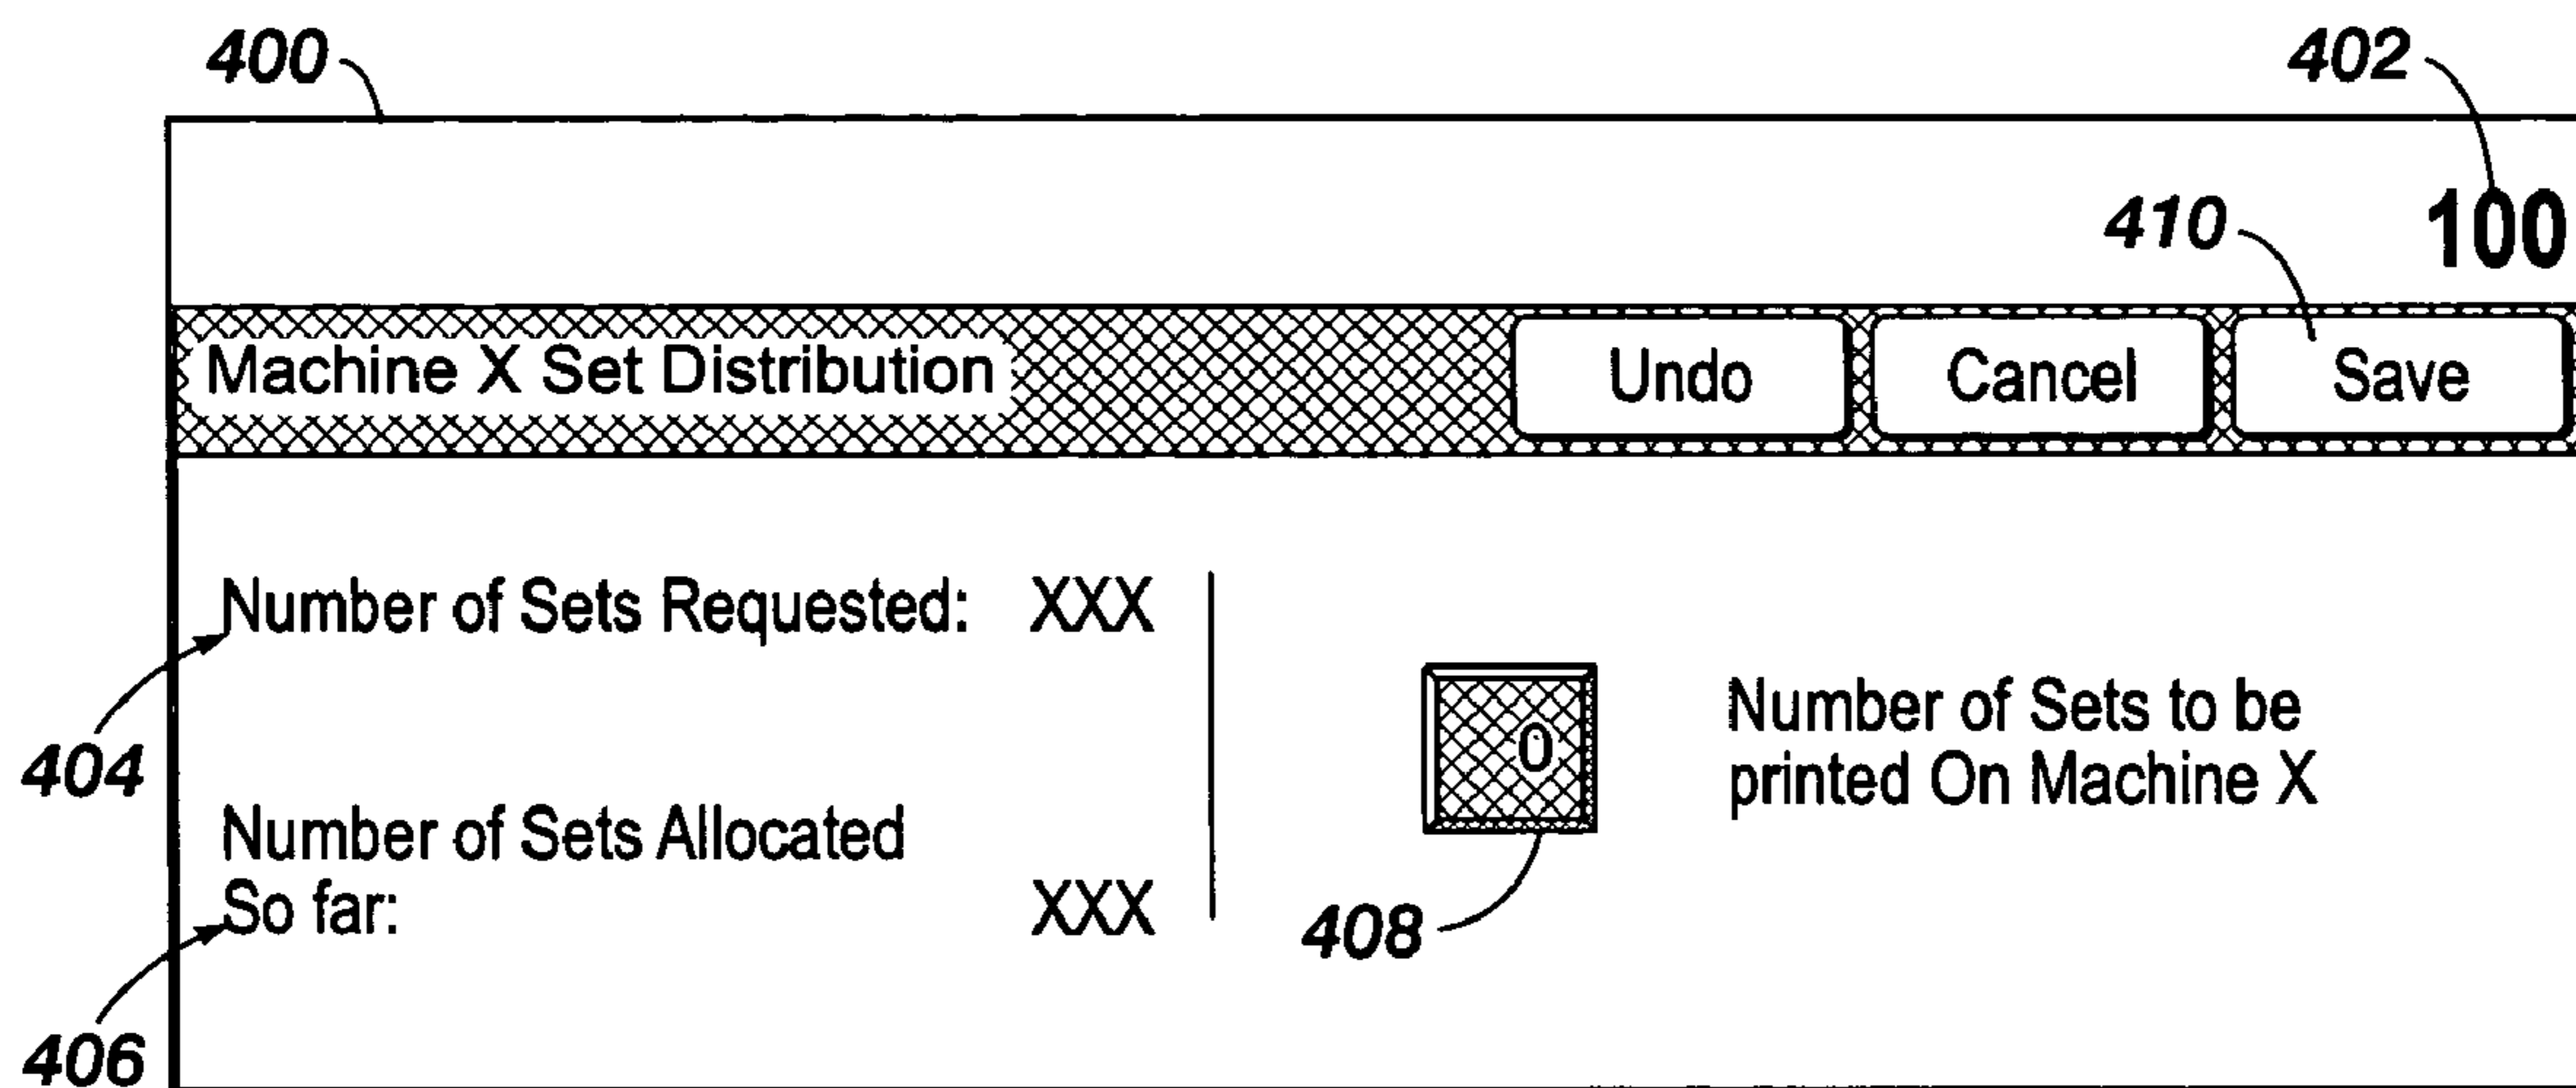 400
402
410
100
Machine X Set Distribution
Undo
Cancel
Save
Number of Sets Requested: XXX
404
Number of Sets Allocated
So far: XXX
406
0
408
Number of Sets to be
printed On Machine X